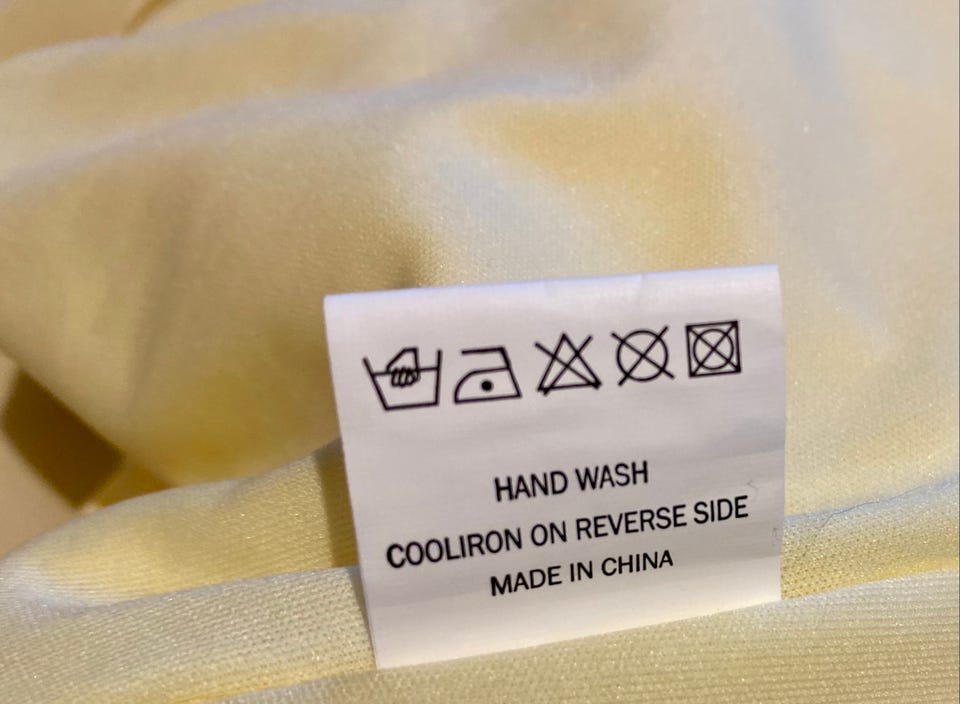 HAND WASH
COOLIRON ON REVERSE SIDE
MADE IN CHINA